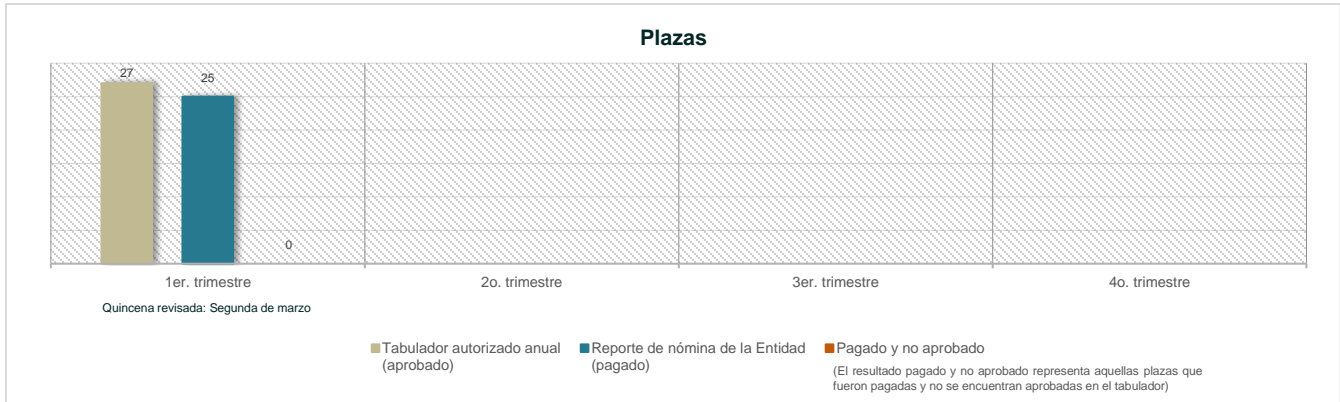 Plazas
27
25
0
1er. trimestre
2o. trimestre
3er. trimestre
4o. trimestre
Quincena revisada: Segunda de marzo
Tabulador autorizado anual
(aprobado)
Reporte de nómina de la Entidad
(pagado)
Pagado y no aprobado
(El resultado pagado y no aprobado representa aquellas plazas que
fueron pagadas y no se encuentran aprobadas en el tabulador)